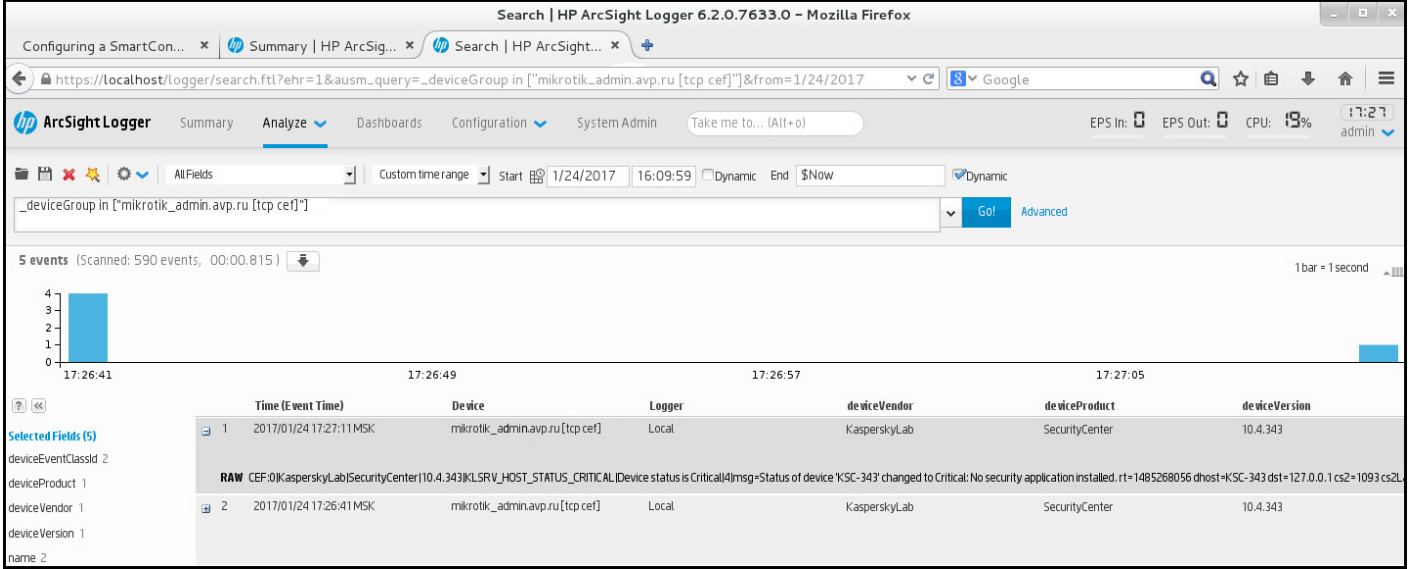 Search | HP ArcSight Logger 6.2.0.7633.0 - Mozilla Firefox
Configuring a SmartCon... Summary | HP ArcSig... Search | HP ArcSight...
https://localhost/logger/search.ftl?ehr=1&ausm_query=_deviceGroup in ["mikrotik_admin.avp.ru [tcp cef]"]&from=1/24/2017 Google
hp ArcSight Logger Summary Analyze Dashboards Configuration System Admin Take me to... (Alt+o) EPS In: 0 EPS Out: 0 CPU: 19% 17:27
admin
All Fields Custom time range Start 1/24/2017 16:09:59 Dynamic End $Now Dynamic
_deviceGroup in ["mikrotik_admin.avp.ru [tcp cef]"] Go! Advanced
5 events (Scanned: 590 events, 00:00.815) 1 bar = 1 second
4
3
2
1
0
17:26:41 17:26:49 17:26:57 17:27:05
? « Time (Event Time) Device Logger deviceVendor deviceProduct deviceVersion
Selected Fields (5) 1 2017/01/24 17:27:11 MSK mikrotik_admin.avp.ru [tcp cef] Local KasperskyLab SecurityCenter 10.4.343
deviceEventClassId 2
deviceProduct 1 RAW CEF:0|KasperskyLab|SecurityCenter|10.4.343|KLSRV_HOST_STATUS_CRITICAL|Device status is Critical|4|msg=Status of device 'KSC-343' changed to Critical: No security application installed. rt=1485268056 dhost=KSC-343 dst=127.0.0.1 cs2=1093 cs2L
deviceVendor 1 2 2017/01/24 17:26:41 MSK mikrotik_admin.avp.ru [tcp cef] Local KasperskyLab SecurityCenter 10.4.343
deviceVersion 1
name 2